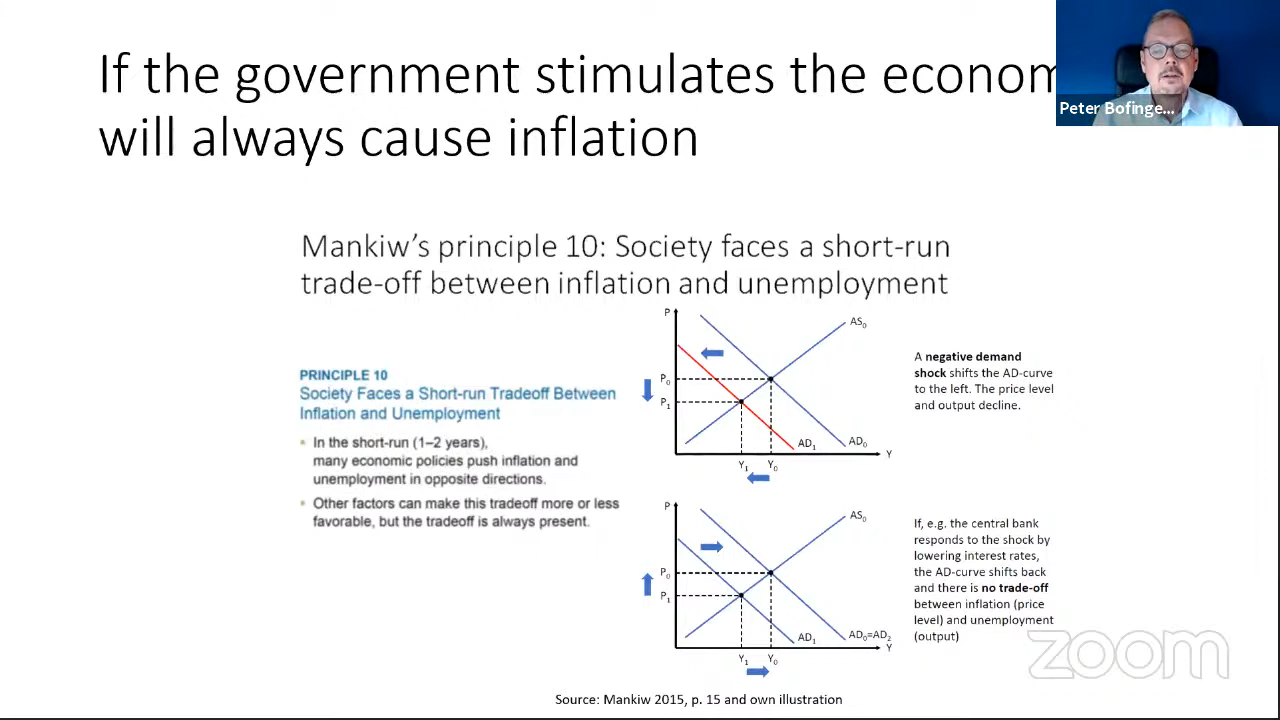 If the government stimulates the econom
will always cause inflation
Peter Bofinge...
Mankiw's principle 10: Society faces a short-run
trade-off between inflation and unemployment
PRINCIPLE 10
Society Faces a Short-run Tradeoff Between
Inflation and Unemployment
• In the short-run (1–2 years),
many economic policies push inflation and
unemployment in opposite directions.
• Other factors can make this tradeoff more or less
favorable, but the tradeoff is always present.
P
AS₀
P₀
P₁
AD₁
AD₀
Y
Y₁ Y₀
A negative demand
shock shifts the AD-curve
to the left. The price level
and output decline.
P
AS₀
P₀
P₁
AD₁
AD₀=AD₂
Y
Y₁ Y₀
If, e.g. the central bank
responds to the shock by
lowering interest rates,
the AD-curve shifts back
and there is no trade-off
between inflation (price
level) and unemployment
(output)
zoom
Source: Mankiw 2015, p. 15 and own illustration